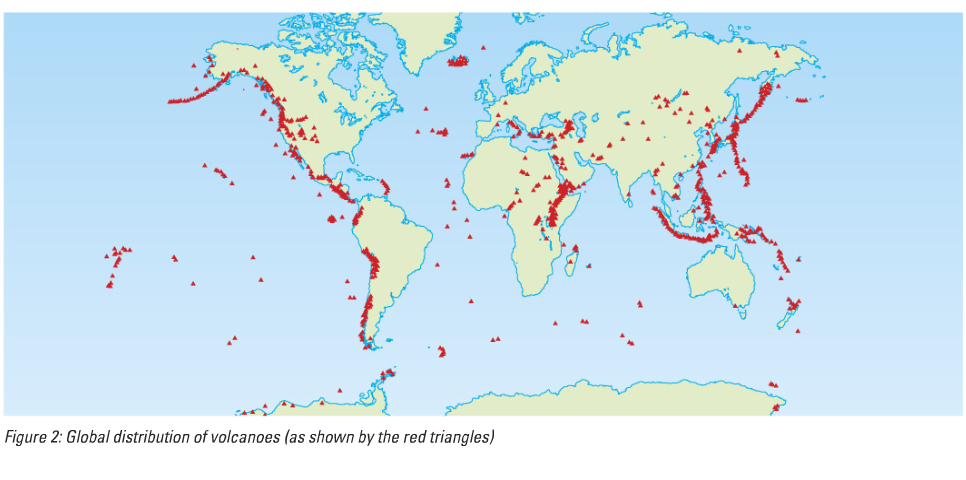 Figure 2: Global distribution of volcanoes (as shown by the red triangles)